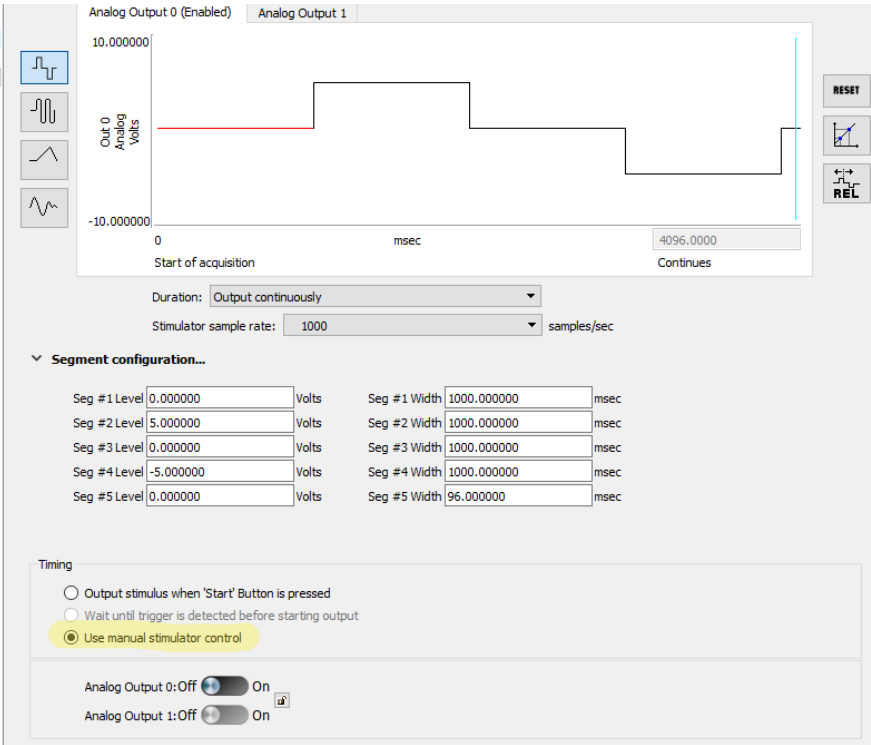 Analog Output 0 (Enabled) Analog Output 1
10.000000
Out 0
Analog
Volts
-10.000000
0 msec 4096.0000
Start of acquisition Continues
RESET
REL
Duration: Output continuously
Stimulator sample rate: 1000 samples/sec
Segment configuration...
Seg #1 Level 0.000000 Volts Seg #1 Width 1000.000000 msec
Seg #2 Level 5.000000 Volts Seg #2 Width 1000.000000 msec
Seg #3 Level 0.000000 Volts Seg #3 Width 1000.000000 msec
Seg #4 Level -5.000000 Volts Seg #4 Width 1000.000000 msec
Seg #5 Level 0.000000 Volts Seg #5 Width 96.000000 msec
Timing
Output stimulus when 'Start' Button is pressed
Wait until trigger is detected before starting output
Use manual stimulator control
Analog Output 0: Off On
Analog Output 1: Off On